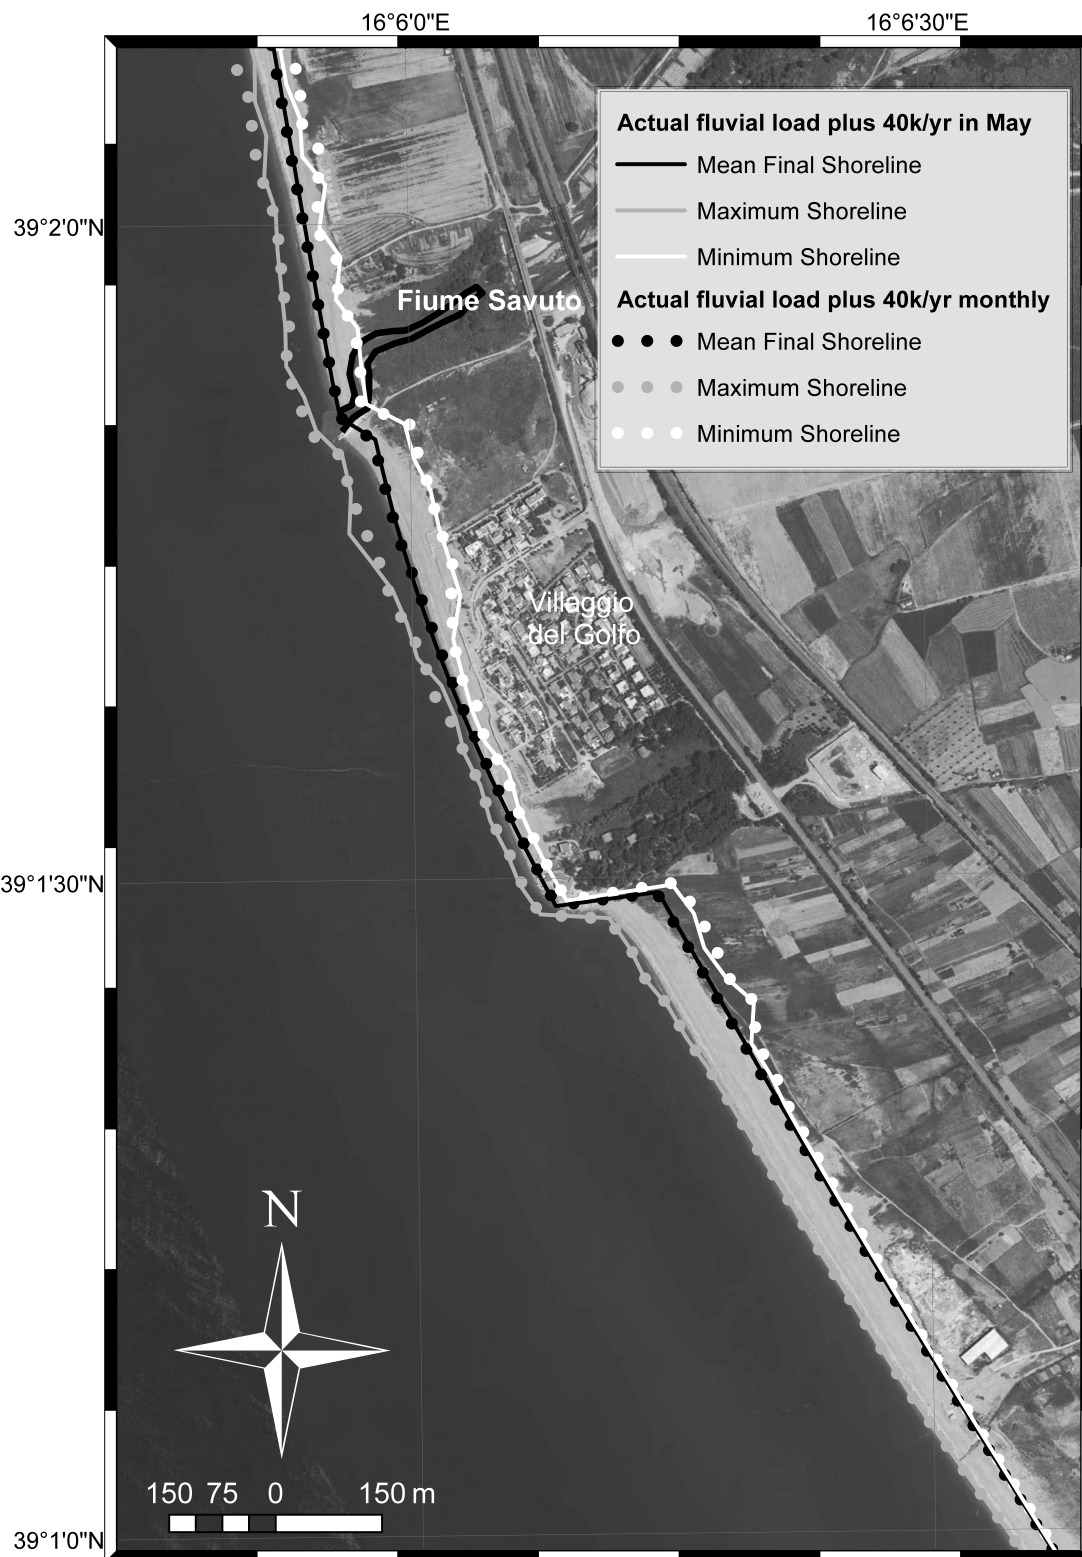 16°6'0"E
16°6'30"E
Actual fluvial load plus 40k/yr in May
Mean Final Shoreline
39°2'0"N
Maximum Shoreline
Minimum Shoreline
Fiume Savuto
Actual fluvial load plus 40k/yr monthly
Mean Final Shoreline
Maximum Shoreline
Minimum Shoreline
Villaggio
del Golfo
39°1'30"N
N
150 75 0 150 m
39°1'0"N